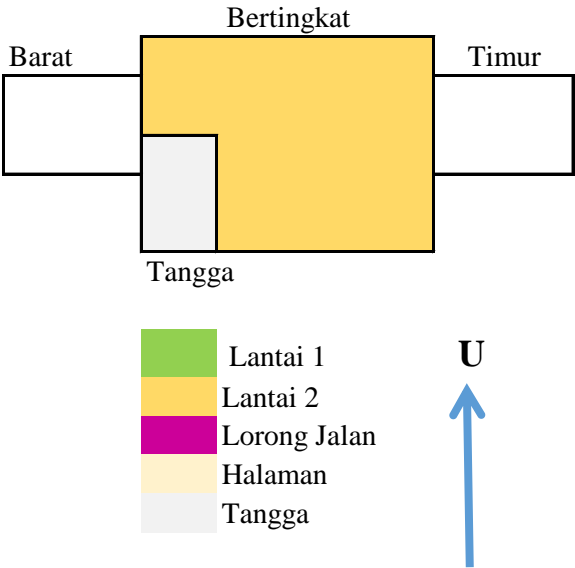 Bertingkat
Barat
Timur
Tangga
Lantai 1
U
Lantai 2
Lorong Jalan
Halaman
Tangga